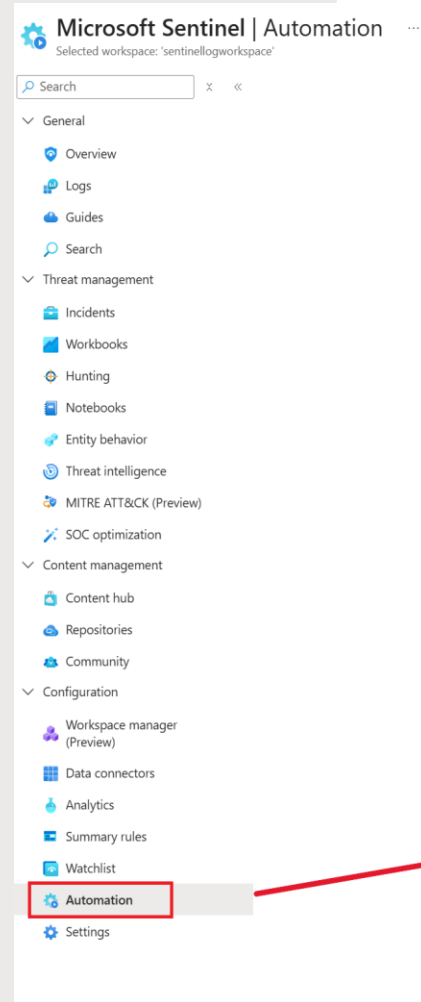 Microsoft Sentinel | Automation ...
Selected workspace: 'sentinellogworkspace'
Search
General
Overview
Logs
Guides
Search
Threat management
Incidents
Workbooks
Hunting
Notebooks
Entity behavior
Threat intelligence
MITRE ATT&CK (Preview)
SOC optimization
Content management
Content hub
Repositories
Community
Configuration
Workspace manager
(Preview)
Data connectors
Analytics
Summary rules
Watchlist
Automation
Settings